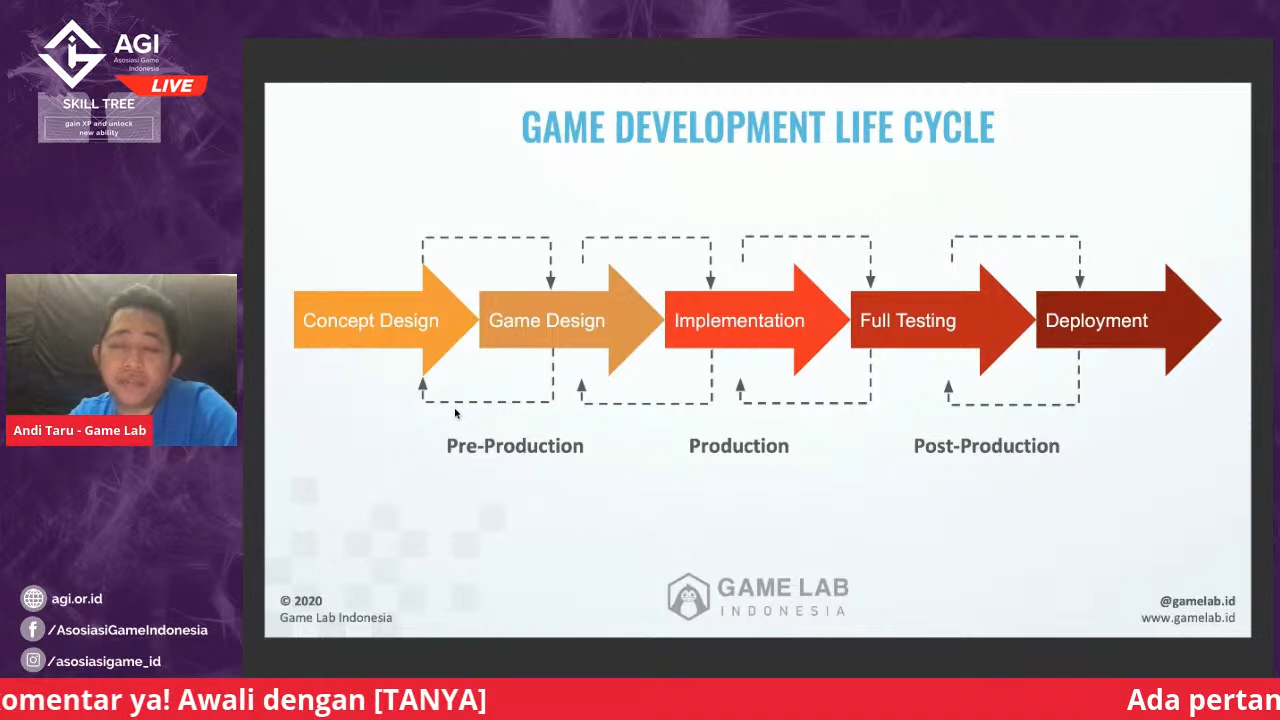 AGI
Asosiasi Game
Indonesia
LIVE
SKILL TREE
gain XP and unlock
new ability
GAME DEVELOPMENT LIFE CYCLE
Concept Design
Game Design
Implementation
Full Testing
Deployment
Pre-Production
Production
Post-Production
Andi Taru - Game Lab
GAME LAB
INDONESIA
© 2020
Game Lab Indonesia
@gamelab.id
www.gamelab.id
agi.or.id
/AsosiasiGameIndonesia
/asosiasigame_id
omentar ya! Awali dengan [TANYA]
Ada pertan